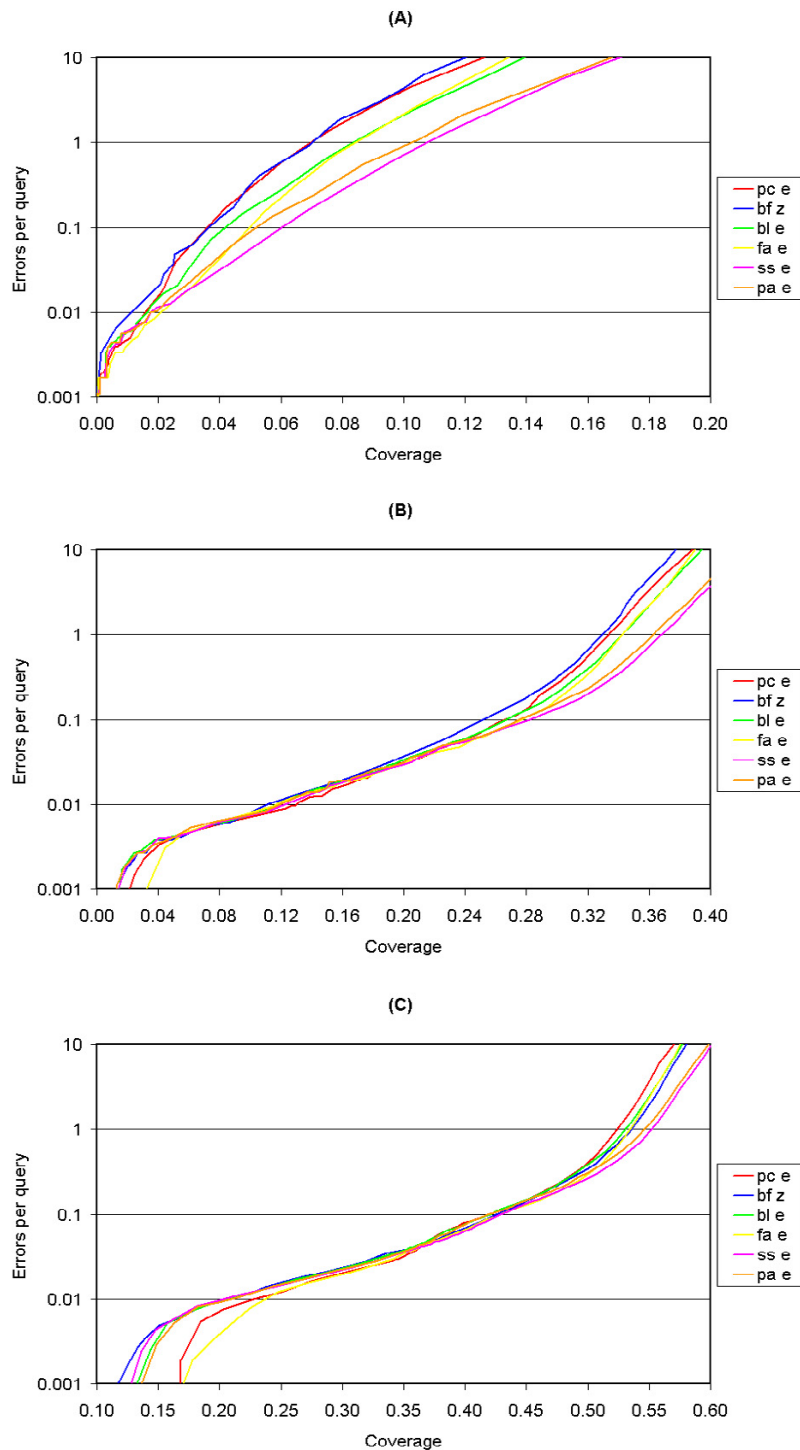 (A)
Errors per query
10
1
0.1
0.01
0.001
0.00 0.02 0.04 0.06 0.08 0.10 0.12 0.14 0.16 0.18 0.20
Coverage
pc e
bf z
bl e
fa e
ss e
pa e
(B)
Errors per query
10
1
0.1
0.01
0.001
0.00 0.04 0.08 0.12 0.16 0.20 0.24 0.28 0.32 0.36 0.40
Coverage
pc e
bf z
bl e
fa e
ss e
pa e
(C)
Errors per query
10
1
0.1
0.01
0.001
0.10 0.15 0.20 0.25 0.30 0.35 0.40 0.45 0.50 0.55 0.60
Coverage
pc e
bf z
bl e
fa e
ss e
pa e